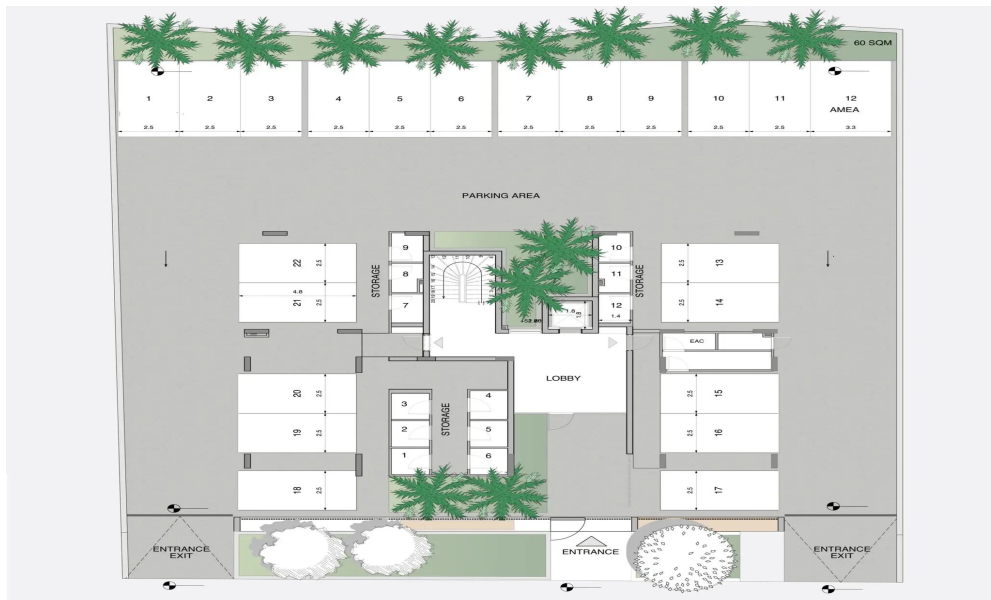 60 SQM
1 2 3 4 5 6 7 8 9 10 11 12
AMEA
2.5 2.5 2.5 2.5 2.5 2.5 2.5 2.5 2.5 2.5 2.5 3.3
PARKING AREA
9 10
22 2.5 STORAGE 8 11 STORAGE 2.5 13
4.8
21 2.5 7 12 2.5 14
1.8 1.8
1.4
EAC
LOBBY
20 2.5 3 4 2.5 15
STORAGE
19 2.5 2 5 2.5 16
1 6
18 2.5 2.5 17
ENTRANCE
EXIT
ENTRANCE
ENTRANCE
EXIT